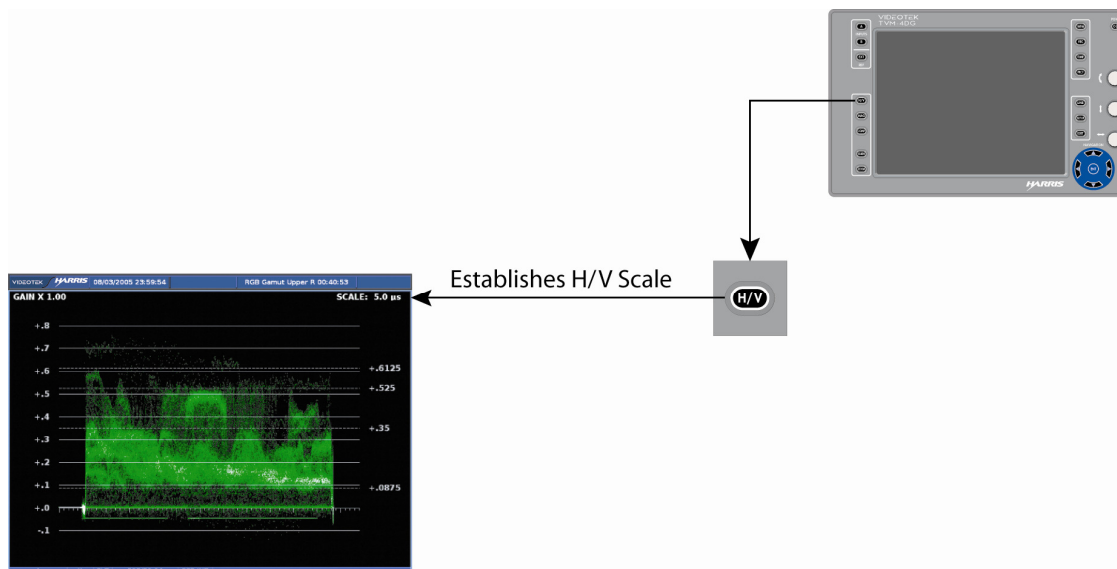 VIDEOTEK
TVM-4DG
HARRIS
Establishes H/V Scale
H/V
VIDEOTEK HARRIS 08/03/2005 23:59:54 RGB Gamut Upper R 00:40:53
GAIN X 1.00 SCALE: 5.0 µs
+.8
+.7
+.6125
+.6
+.525
+.5
+.4
+.35
+.3
+.2
+.1
+.0875
+.0
-.1